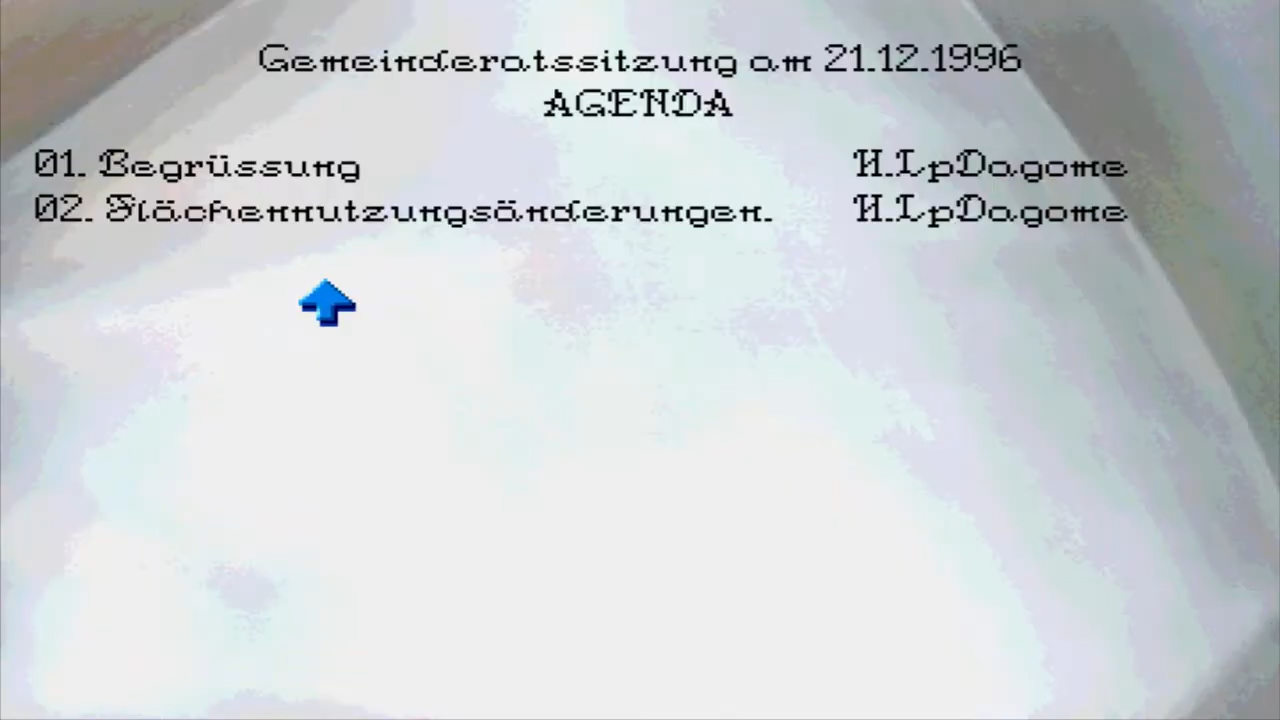 Gemeinderatssitzung am 21.12.1996
AGENDA
01. Begrüssung H.LpDagome
02. Flächennutzungsänderungen. H.LpDagome